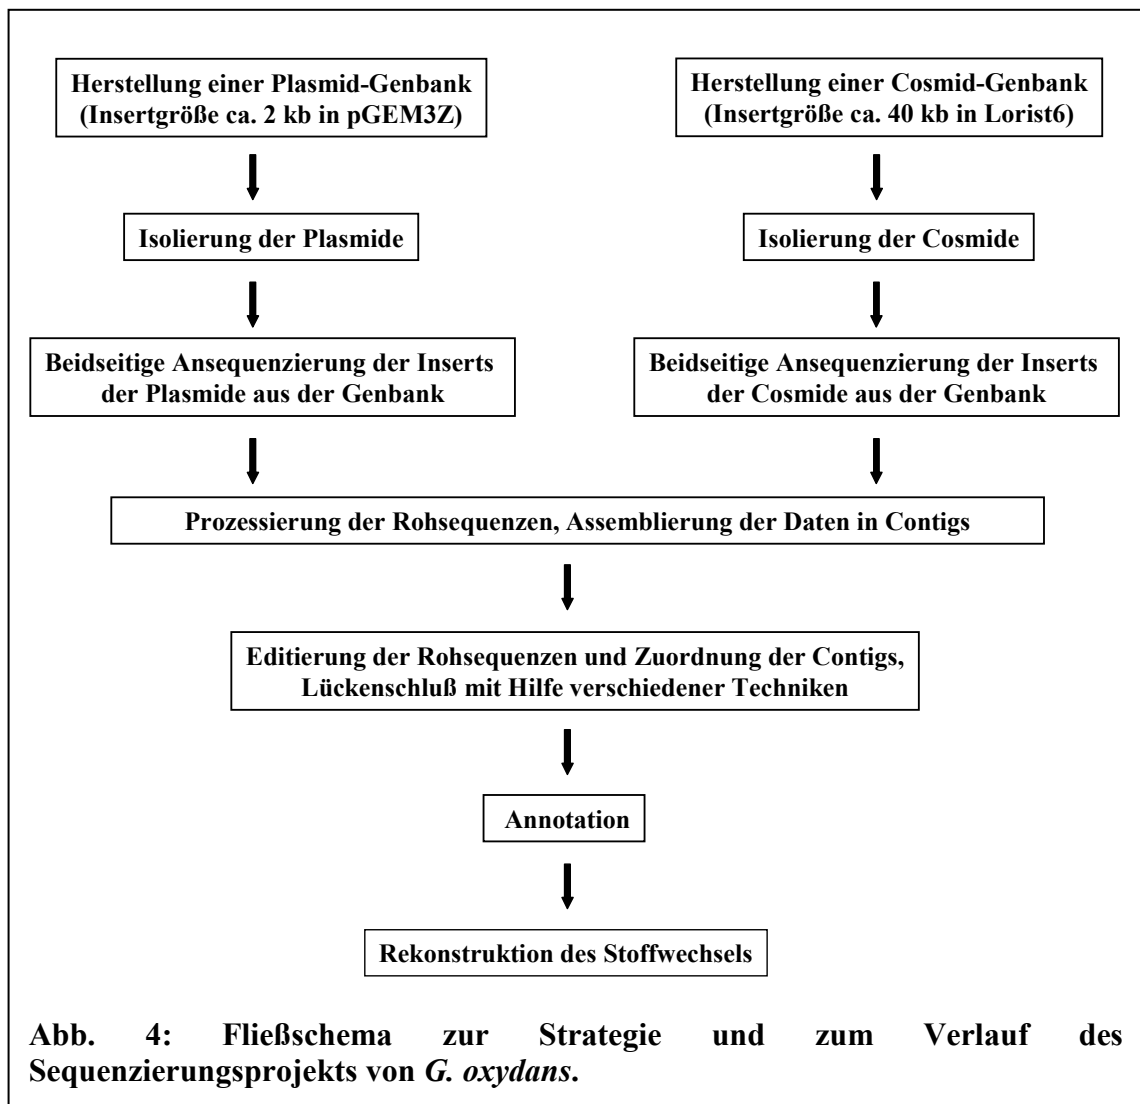 Herstellung einer Plasmid-Genbank
(Insertgröße ca. 2 kb in pGEM3Z)
Herstellung einer Cosmid-Genbank
(Insertgröße ca. 40 kb in Lorist6)
Isolierung der Plasmide
Isolierung der Cosmide
Beidseitige Ansequenzierung der Inserts
der Plasmide aus der Genbank
Beidseitige Ansequenzierung der Inserts
der Cosmide aus der Genbank
Prozessierung der Rohsequenzen, Assemblierung der Daten in Contigs
Editierung der Rohsequenzen und Zuordnung der Contigs,
Lückenschluß mit Hilfe verschiedener Techniken
Annotation
Rekonstruktion des Stoffwechsels
Abb. 4: Fließschema zur Strategie und zum Verlauf des
Sequenzierungsprojekts von G. oxydans.